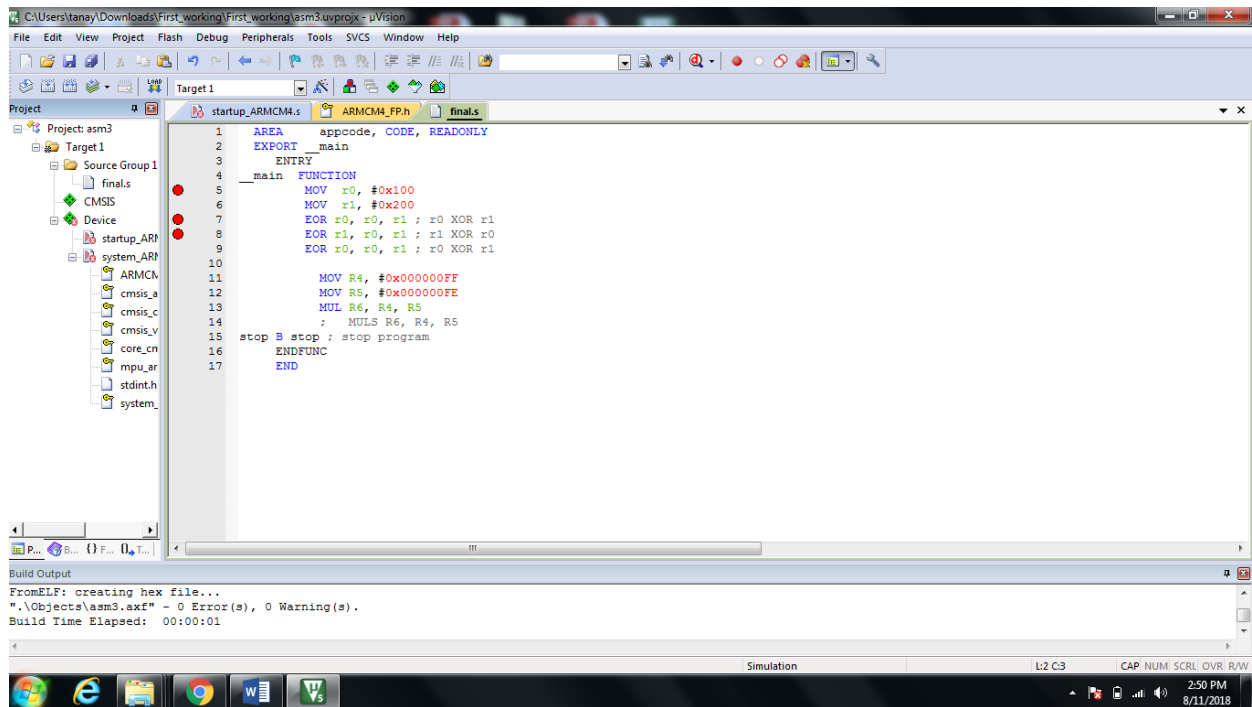 C:\Users\tanay\Downloads\First_working\First_working\asm3.uvprojx - µVision
File Edit View Project Flash Debug Peripherals Tools SVCS Window Help
LOAD Target 1
Project
Project: asm3
Target 1
Source Group 1
final.s
CMSIS
Device
startup_ARM
system_ARM
ARMCM
cmsis_a
cmsis_c
cmsis_v
core_cm
mpu_ar
stdint.h
system_
P... B... {} F... T...
startup_ARMCM4.s ARMCM4_FP.h final.s
1 AREA appcode, CODE, READONLY
2 EXPORT __main
3 ENTRY
4 __main FUNCTION
5 MOV r0, #0x100
6 MOV r1, #0x200
7 EOR r0, r0, r1 ; r0 XOR r1
8 EOR r1, r0, r1 ; r1 XOR r0
9 EOR r0, r0, r1 ; r0 XOR r1
10
11 MOV R4, #0x000000FF
12 MOV R5, #0x000000FE
13 MUL R6, R4, R5
14 ; MULS R6, R4, R5
15 stop B stop ; stop program
16 ENDFUNC
17 END
Build Output
FromELF: creating hex file...
".\Objects\asm3.axf" - 0 Error(s), 0 Warning(s).
Build Time Elapsed: 00:00:01
Simulation L:2 C:3 CAP NUM SCRL OVR R/W
2:50 PM
8/11/2018